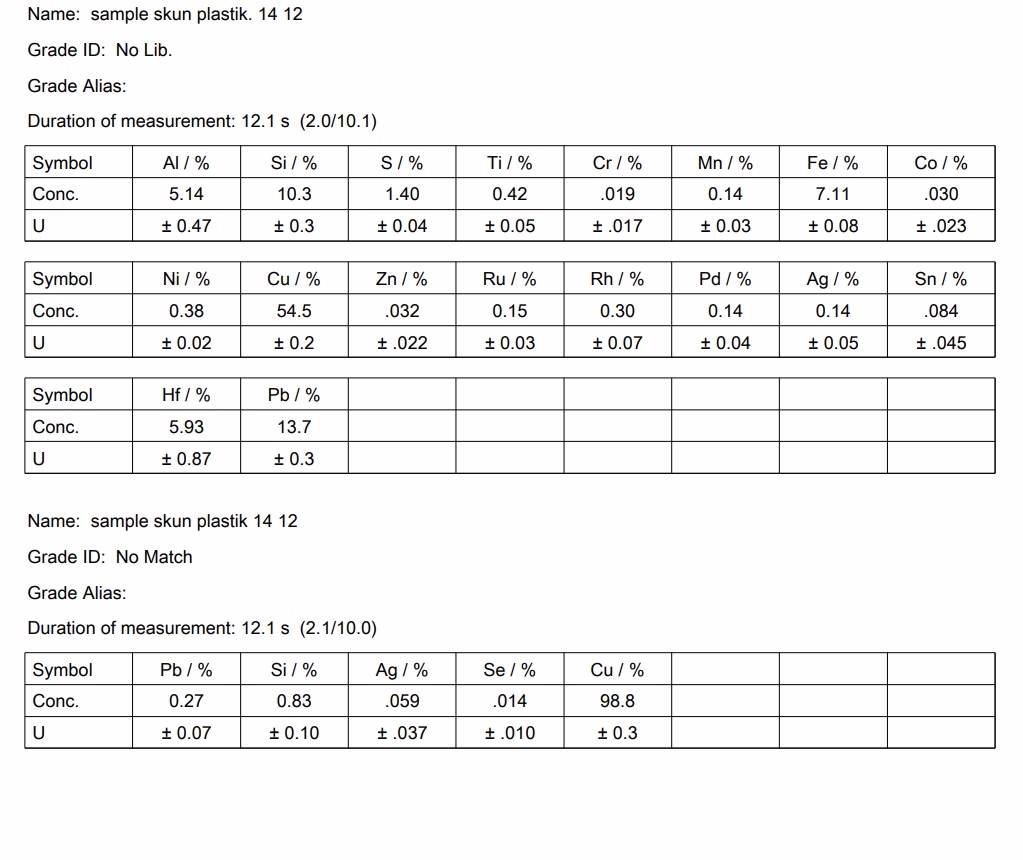 Name: sample skun plastik. 14 12
Grade ID: No Lib.
Grade Alias:
Duration of measurement: 12.1 s (2.0/10.1)
Symbol Al / % Si / % S / % Ti / % Cr / % Mn / % Fe / % Co / %
Conc. 5.14 10.3 1.40 0.42 .019 0.14 7.11 .030
U ± 0.47 ± 0.3 ± 0.04 ± 0.05 ± .017 ± 0.03 ± 0.08 ± .023
Symbol Ni / % Cu / % Zn / % Ru / % Rh / % Pd / % Ag / % Sn / %
Conc. 0.38 54.5 .032 0.15 0.30 0.14 0.14 .084
U ± 0.02 ± 0.2 ± .022 ± 0.03 ± 0.07 ± 0.04 ± 0.05 ± .045
Symbol Hf / % Pb / %
Conc. 5.93 13.7
U ± 0.87 ± 0.3
Name: sample skun plastik 14 12
Grade ID: No Match
Grade Alias:
Duration of measurement: 12.1 s (2.1/10.0)
Symbol Pb / % Si / % Ag / % Se / % Cu / %
Conc. 0.27 0.83 .059 .014 98.8
U ± 0.07 ± 0.10 ± .037 ± .010 ± 0.3